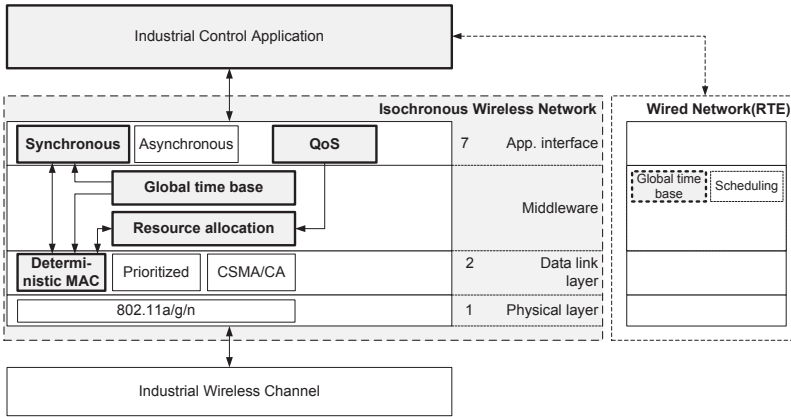 Industrial Control Application
Isochronous Wireless Network
Wired Network(RTE)
Synchronous
Asynchronous
QoS
7 App. interface
Global time base
Resource allocation
Middleware
Global time
base
Scheduling
Determi-
nistic MAC
Prioritized
CSMA/CA
2 Data link
layer
802.11a/g/n
1 Physical layer
Industrial Wireless Channel